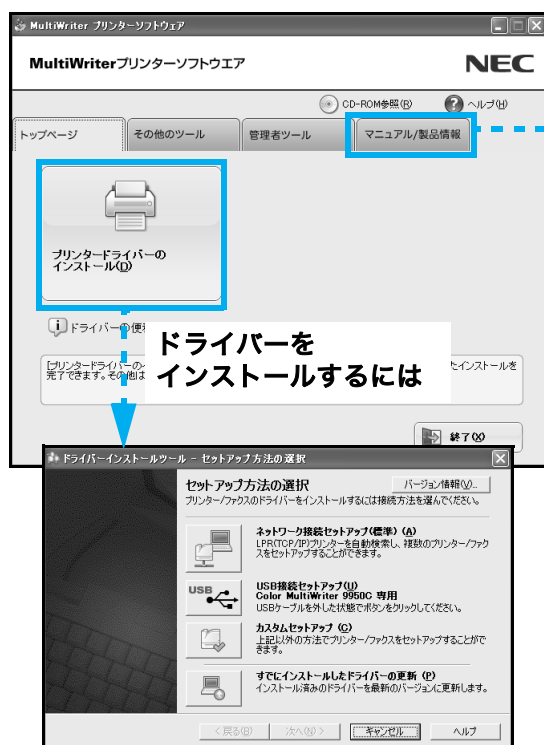 MultiWriter プリンターソフトウェア
MultiWriterプリンターソフトウエア
NEC
CD-ROM参照(R)
ヘルプ(H)
トップページ
その他のツール
管理者ツール
マニュアル/製品情報
プリンタードライバーの
インストール(D)
ドライバーの便
ドライバーを
インストールするには
[プリンタードライバーの
たインストールを
完了できます。その他は
終了(X)
ドライバーインストールツール - セットアップ方法の選択
セットアップ方法の選択
バージョン情報(V)..
プリンター/ファクスのドライバーをインストールするには接続方法を選んでください。
ネットワーク接続セットアップ(標準) (A)
LPR(TCP/IP)プリンターを自動検索し、複数のプリンター/ファク
スをセットアップすることができます。
USB
USB接続セットアップ(U)
Color MultiWriter 9950C 専用
USBケーブルを外した状態でボタンをクリックしてください。
カスタムセットアップ (C)
上記以外の方法でプリンター/ファクスをセットアップすることがで
きます。
すでにインストールしたドライバーの更新 (P)
インストール済みのドライバーを最新のバージョンに更新します。
< 戻る(B)
次へ(N) >
キャンセル
ヘルプ